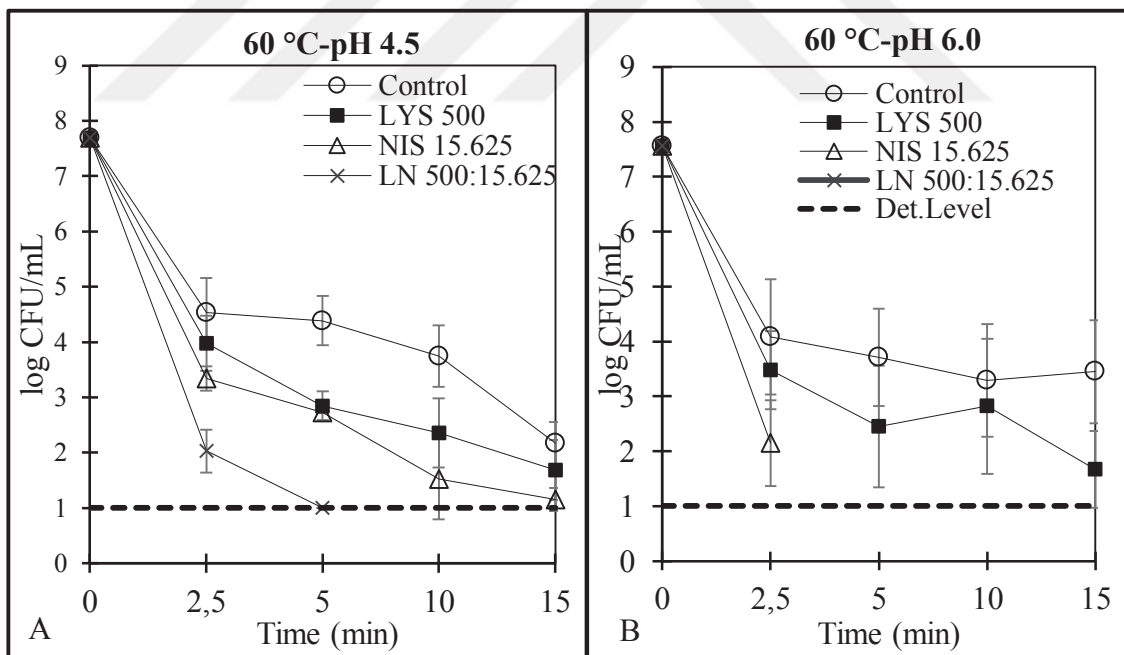 60 °C-pH 4.5
9
8
7
6
5
4
3
2
1
0
log CFU/mL
Control
LYS 500
NIS 15.625
LN 500:15.625
0
2,5
5
10
15
Time (min)
A
60 °C-pH 6.0
9
8
7
6
5
4
3
2
1
0
log CFU/mL
Control
LYS 500
NIS 15.625
LN 500:15.625
Det.Level
0
2,5
5
10
15
Time (min)
B